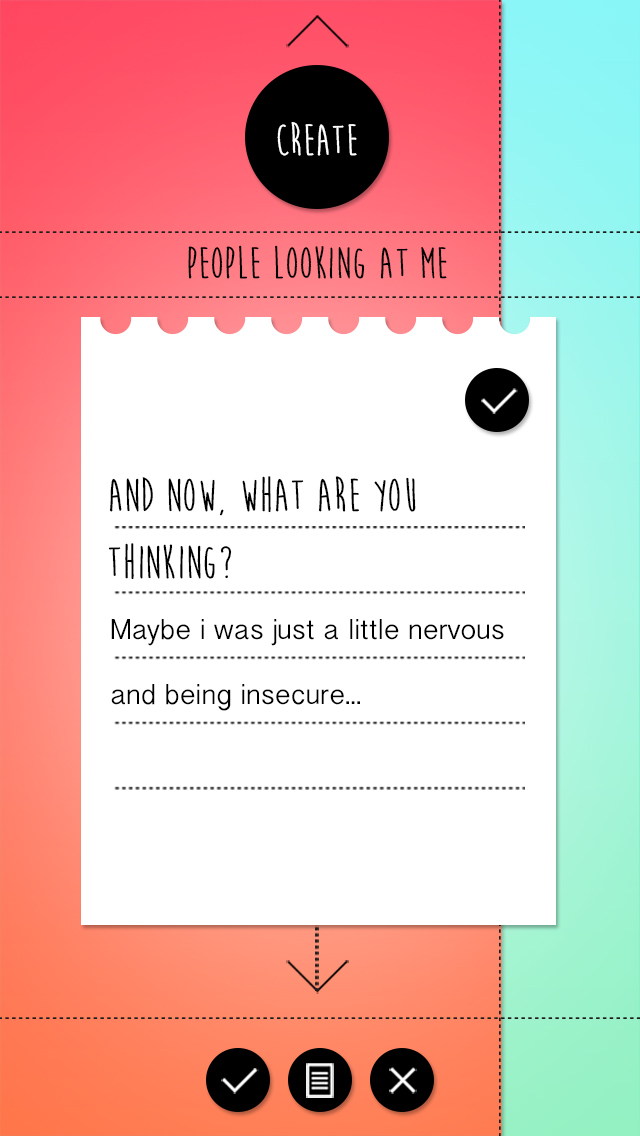 CREATE
PEOPLE LOOKING AT ME
AND NOW, WHAT ARE YOU
THINKING?
Maybe i was just a little nervous
and being insecure...